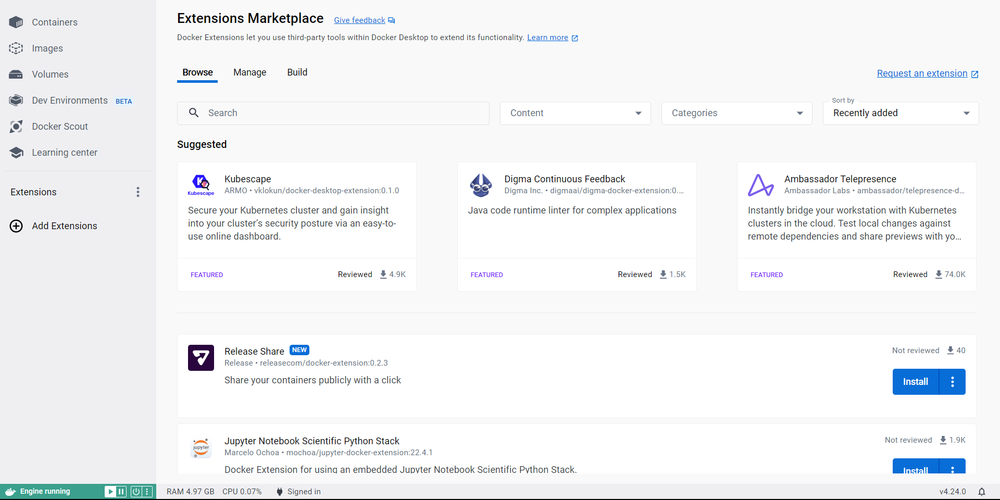 Containers
Images
Volumes
Dev Environments BETA
Docker Scout
Learning center
Extensions
Add Extensions
Extensions Marketplace Give feedback
Docker Extensions let you use third-party tools within Docker Desktop to extend its functionality. Learn more
Browse Manage Build
Request an extension
Search
Content
Categories
Sort by
Recently added
Suggested
Kubescape
Kubescape
ARMO • vklokun/docker-desktop-extension:0.1.0
Secure your Kubernetes cluster and gain insight
into your cluster’s security posture via an easy-to-
use online dashboard.
FEATURED Reviewed 4.9K
Digma Continuous Feedback
Digma Inc. • digmaai/digma-docker-extension:0....
Java code runtime linter for complex applications
FEATURED Reviewed 1.5K
Ambassador Telepresence
Ambassador Labs • ambassador/telepresence-d...
Instantly bridge your workstation with Kubernetes
clusters in the cloud. Test local changes against
remote dependencies and share previews with yo...
FEATURED Reviewed 74.0K
Release Share NEW
Release • releasecom/docker-extension:0.2.3
Share your containers publicly with a click
Not reviewed 40
Install
jupyter
Jupyter Notebook Scientific Python Stack
Marcelo Ochoa • mochoa/jupyter-docker-extension:22.4.1
Docker Extension for using an embedded Jupyter Notebook Scientific Python Stack.
Not reviewed 1.9K
Install
Engine running
RAM 4.97 GB CPU 0.07% Signed in
v4.24.0